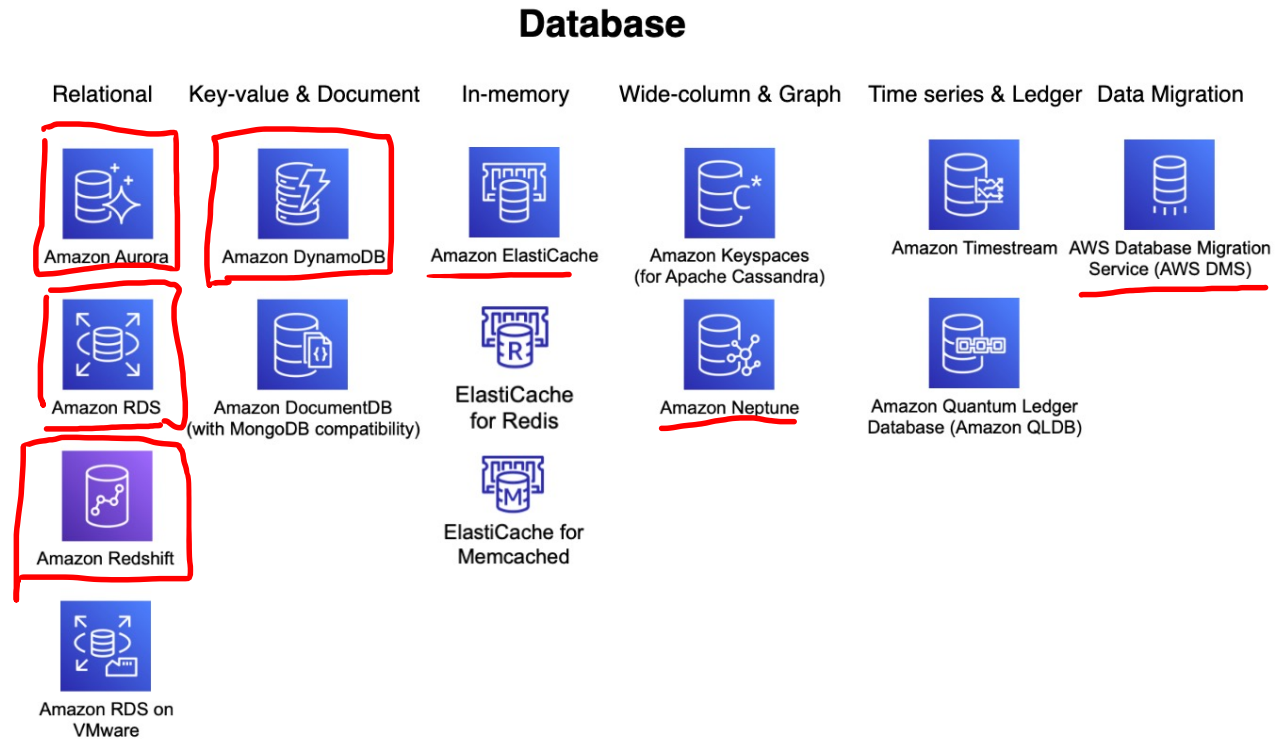 Database
Relational
Key-value & Document
In-memory
Wide-column & Graph
Time series & Ledger
Data Migration
Amazon Aurora
Amazon RDS
Amazon Redshift
Amazon RDS on
VMware
Amazon DynamoDB
{}
Amazon DocumentDB
(with MongoDB compatibility)
Amazon ElastiCache
R
ElastiCache
for Redis
M
ElastiCache for
Memcached
C*
Amazon Keyspaces
(for Apache Cassandra)
Amazon Neptune
Amazon Timestream
Amazon Quantum Ledger
Database (Amazon QLDB)
AWS Database Migration
Service (AWS DMS)